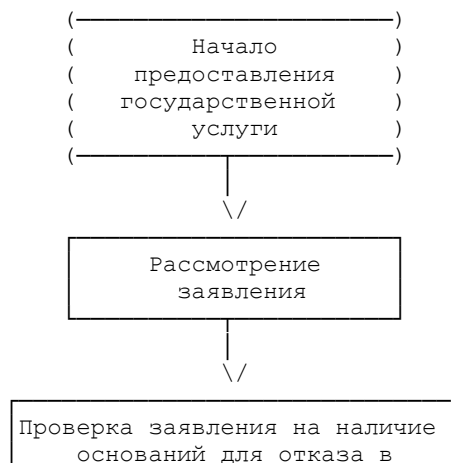 Начало
предоставления
государственной
услуги
Рассмотрение
заявления
Проверка заявления на наличие
оснований для отказа в